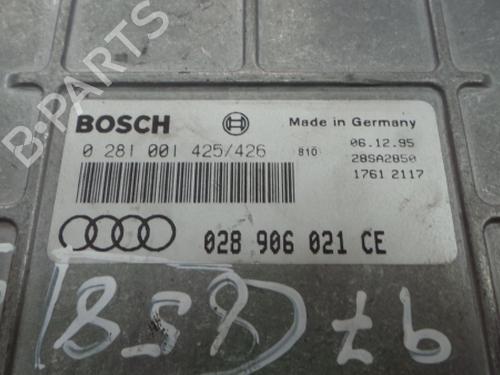 B-PARTS
BOSCH
Made in Germany
0 281 001 425/426
810
06.12.95
28SA2850
1761 2117
028 906 021 CE